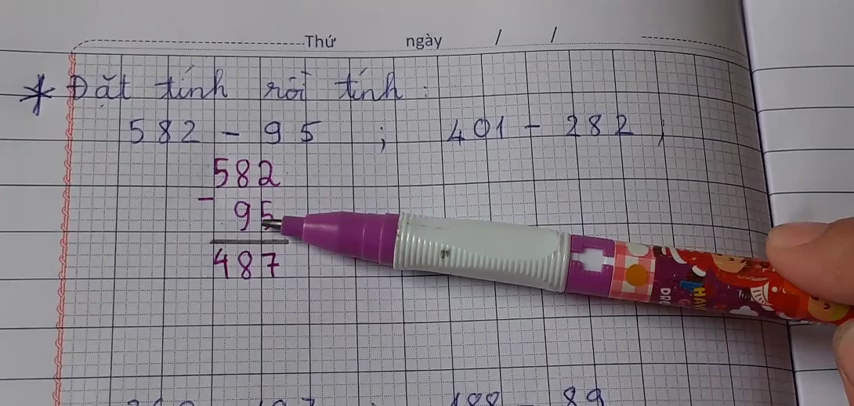 Thứ ngày / /
* Đặt tính rồi tính :
582 - 95 ; 401 - 282 ;
582
- 95
487